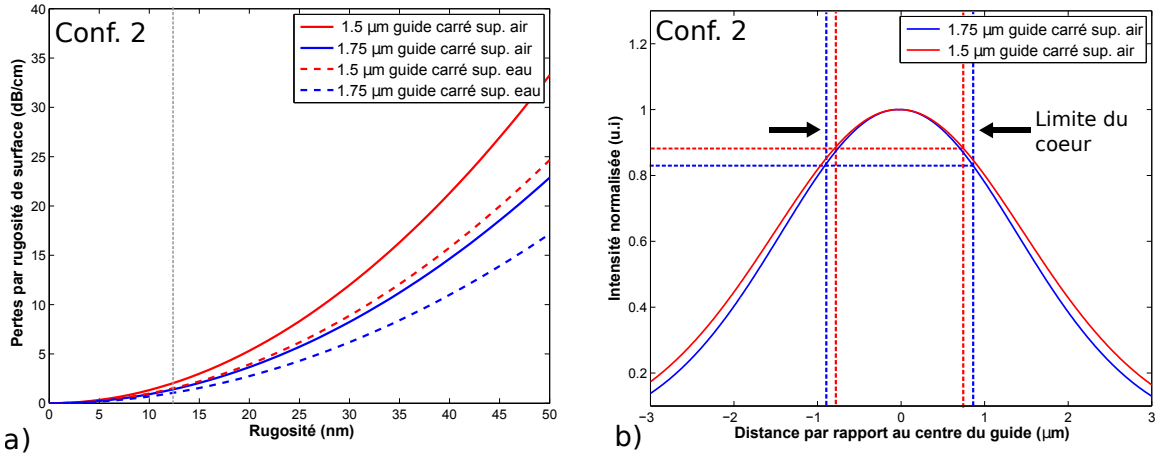 Conf. 2
1.5 µm guide carré sup. air
1.75 µm guide carré sup. air
1.5 µm guide carré sup. eau
1.75 µm guide carré sup. eau
40
35
30
25
20
15
10
5
0
0 5 10 15 20 25 30 35 40 45 50
Pertes par rugosité de surface (dB/cm)
Rugosité (nm)
a)
Conf. 2
1.75 µm guide carré sup. air
1.5 µm guide carré sup. air
Limite du
coeur
1.2
1
0.8
0.6
0.4
0.2
-3 -2 -1 0 1 2 3
Intensité normalisée (u.i)
Distance par rapport au centre du guide (µm)
b)